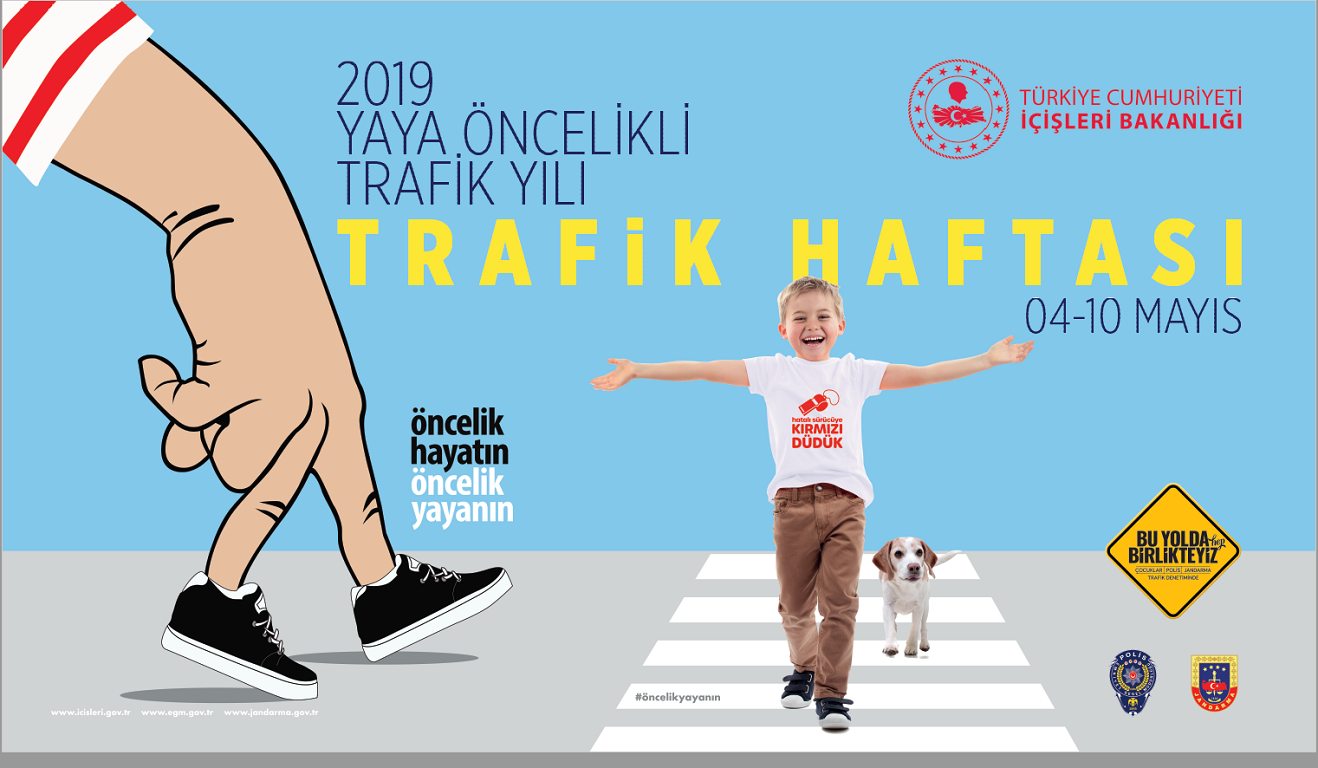 2019
YAYA ÖNCELİKLİ
TRAFİK YILI
TRAFİK HAFTASI
04-10 MAYIS
TÜRKİYE CUMHURİYETİ
İÇİŞLERİ BAKANLIĞI
öncelik
hayatın
öncelik
yayanın
hatalı sürücüye
KIRMIZI
DÜDÜK
BU YOLDA hep
BİRLİKTEYİZ
ÇOCUKLAR | POLİS | JANDARMA
TRAFİK DENETİMİNDE
#öncelikyayanın
www.icisleri.gov.tr www.egm.gov.tr www.jandarma.gov.tr
POLİS
JANDARMA